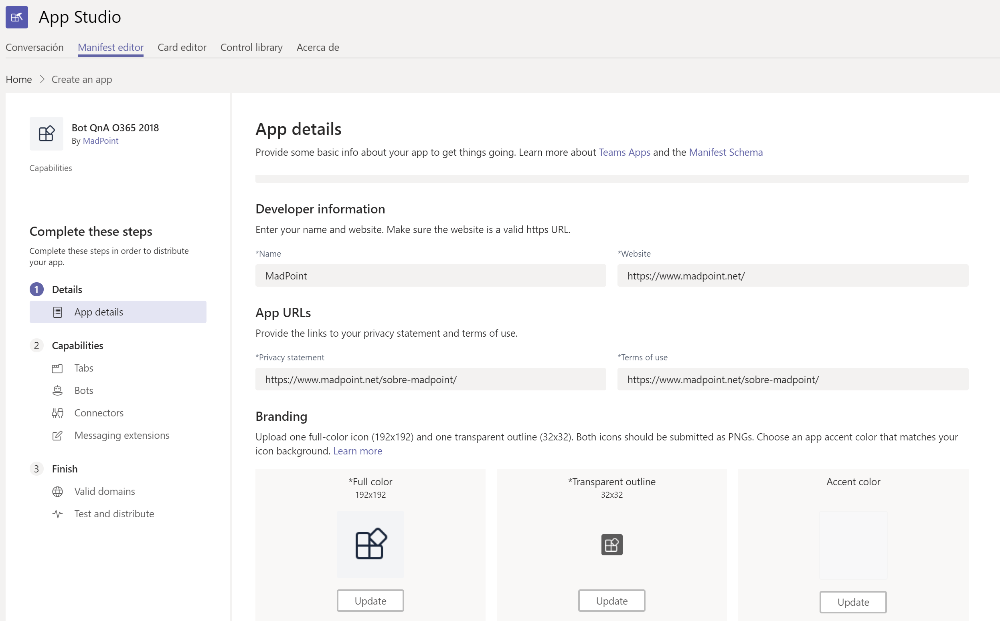 App Studio
Conversación Manifest editor Card editor Control library Acerca de
Home Create an app
Bot QnA O365 2018
By MadPoint
Capabilities
Complete these steps
Complete these steps in order to distribute
your app.
1 Details
App details
2 Capabilities
Tabs
Bots
Connectors
Messaging extensions
3 Finish
Valid domains
Test and distribute
App details
Provide some basic info about your app to get things going. Learn more about Teams Apps and the Manifest Schema
Developer information
Enter your name and website. Make sure the website is a valid https URL.
*Name *Website
MadPoint https://www.madpoint.net/
App URLs
Provide the links to your privacy statement and terms of use.
*Privacy statement *Terms of use
https://www.madpoint.net/sobre-madpoint/ https://www.madpoint.net/sobre-madpoint/
Branding
Upload one full-color icon (192x192) and one transparent outline (32x32). Both icons should be submitted as PNGs. Choose an app accent color that matches your
icon background. Learn more
*Full color *Transparent outline Accent color
192x192 32x32
Update Update Update